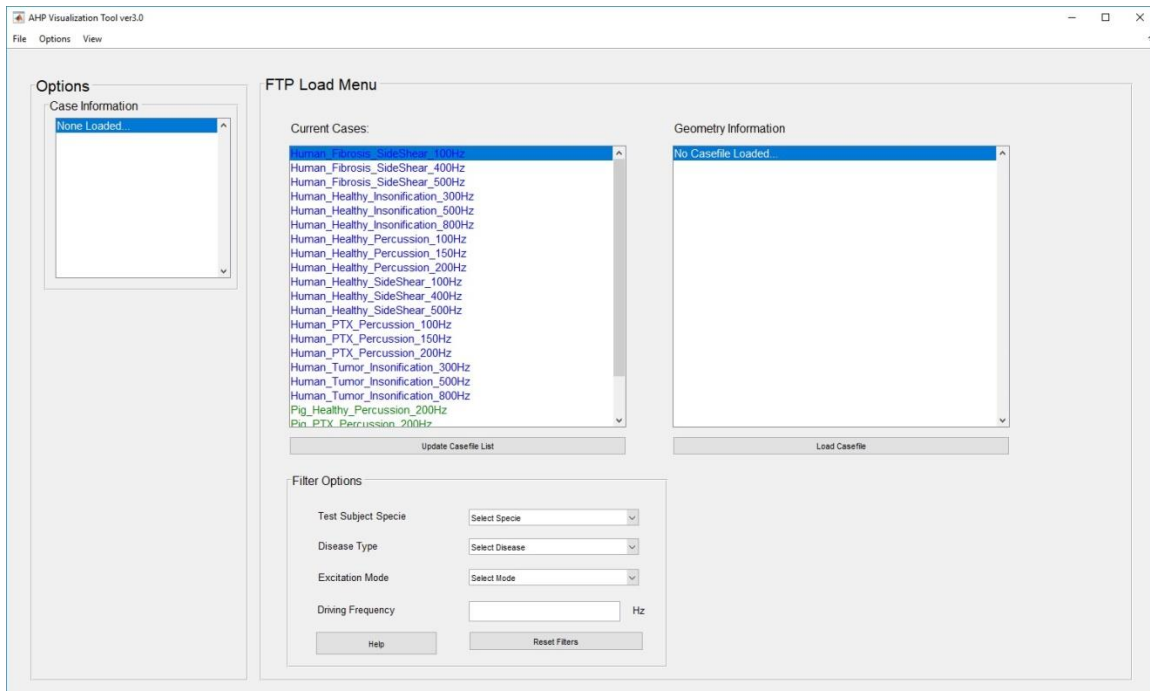 AHP Visualization Tool ver3.0
File Options View
Options
Case Information
None Loaded...
FTP Load Menu
Current Cases:
Human_Fibrosis_SideShear_100Hz
Human_Fibrosis_SideShear_400Hz
Human_Fibrosis_SideShear_500Hz
Human_Healthy_Insonification_300Hz
Human_Healthy_Insonification_500Hz
Human_Healthy_Insonification_800Hz
Human_Healthy_Percussion_100Hz
Human_Healthy_Percussion_150Hz
Human_Healthy_Percussion_200Hz
Human_Healthy_SideShear_100Hz
Human_Healthy_SideShear_400Hz
Human_Healthy_SideShear_500Hz
Human_PTX_Percussion_100Hz
Human_PTX_Percussion_150Hz
Human_PTX_Percussion_200Hz
Human_Tumor_Insonification_300Hz
Human_Tumor_Insonification_500Hz
Human_Tumor_Insonification_800Hz
Pig_Healthy_Percussion_200Hz
Pig_PTX_Percussion_200Hz
Update Casefile List
Geometry Information
No Casefile Loaded...
Load Casefile
Filter Options
Test Subject Specie Select Specie
Disease Type Select Disease
Excitation Mode Select Mode
Driving Frequency Hz
Help Reset Filters